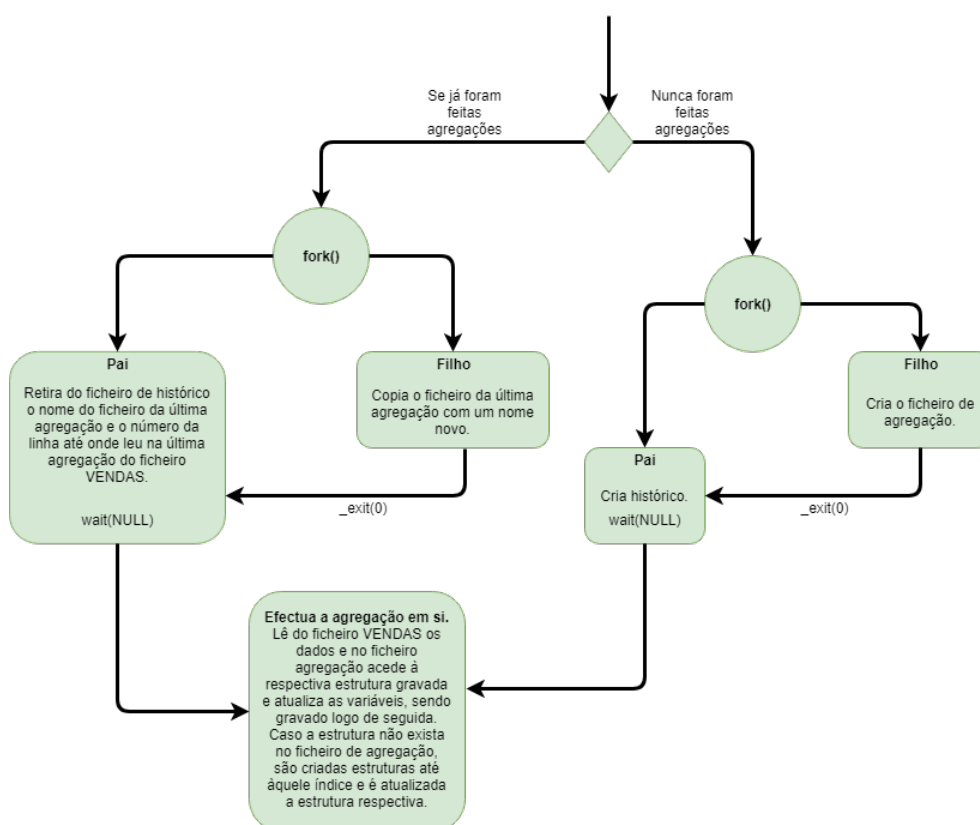 Se já foram
feitas
agregações
Nunca foram
feitas
agregações
fork()
fork()
Pai
Retira do ficheiro de histórico
o nome do ficheiro da última
agregação e o número da
linha até onde leu na última
agregação do ficheiro
VENDAS.
wait(NULL)
Filho
Copia o ficheiro da última
agregação com um nome
novo.
_exit(0)
Pai
Cria histórico.
wait(NULL)
Filho
Cria o ficheiro de
agregação.
_exit(0)
Efectua a agregação em si.
Lê do ficheiro VENDAS os
dados e no ficheiro
agregação acede à
respectiva estrutura gravada
e atualiza as variáveis, sendo
gravado logo de seguida.
Caso a estrutura não exista
no ficheiro de agregação,
são criadas estruturas até
àquele índice e é atualizada
a estrutura respectiva.